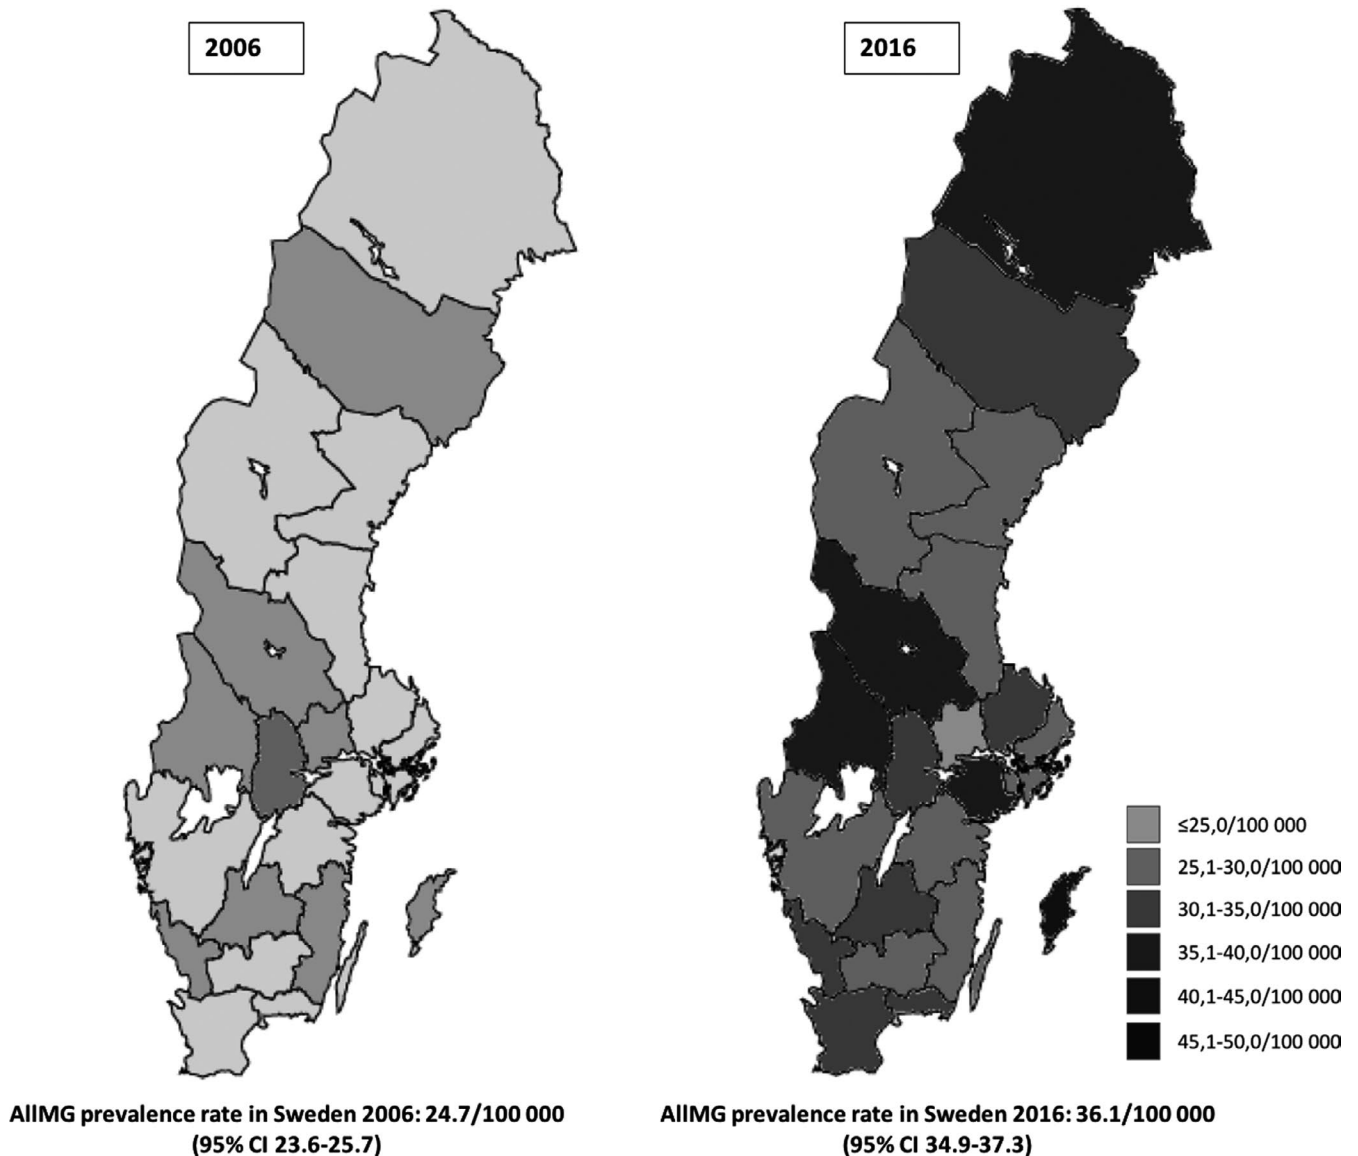 2006
2016
≤25,0/100 000
25,1-30,0/100 000
30,1-35,0/100 000
35,1-40,0/100 000
40,1-45,0/100 000
45,1-50,0/100 000
AllMG prevalence rate in Sweden 2006: 24.7/100 000
(95% CI 23.6-25.7)
AllMG prevalence rate in Sweden 2016: 36.1/100 000
(95% CI 34.9-37.3)